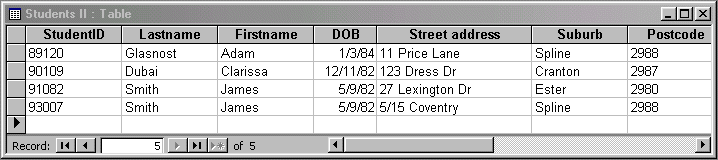 Students II : Table
StudentID Lastname Firstname DOB Street address Suburb Postcode
89120 Glasnost Adam 1/3/84 11 Price Lane Spline 2988
90109 Dubai Clarissa 12/11/82 123 Dress Dr Cranton 2987
91082 Smith James 5/9/82 27 Lexington Dr Ester 2980
93007 Smith James 5/9/82 5/15 Coventry Spline 2988
Record: 5 of 5